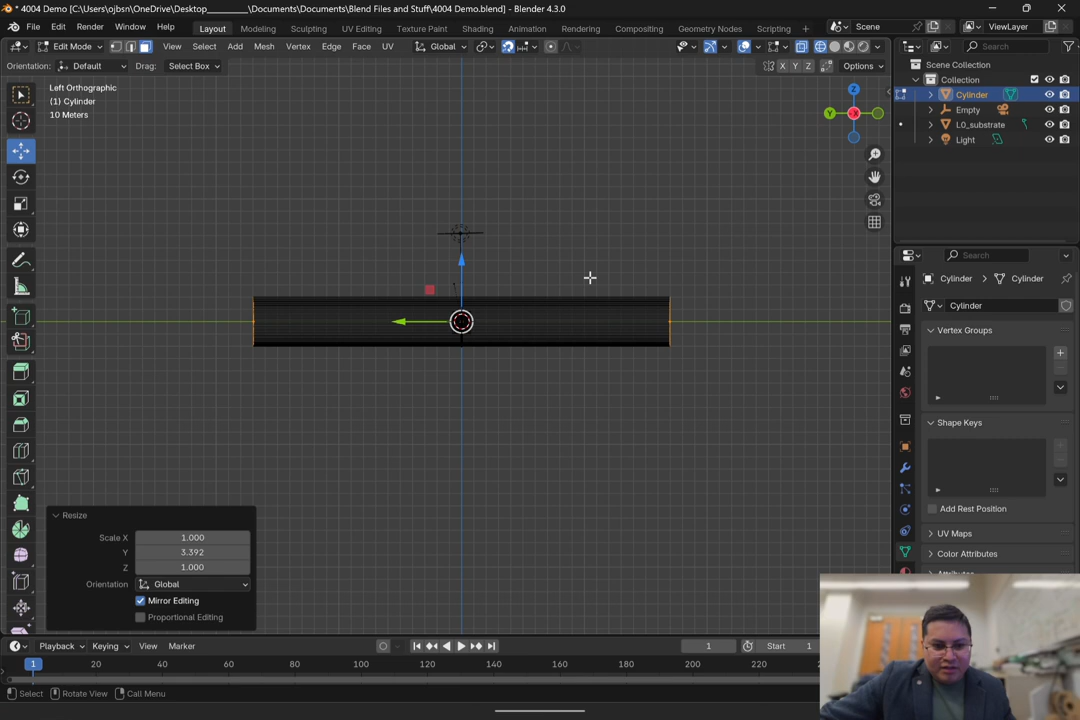 4004 Demo [C:\Users\ojbsn\OneDrive\Desktop_________\Documents\Documents\Blend Files and Stuff\4004 Demo.blend] - Blender 4.3.0
File Edit Render Window Help Layout Modeling Sculpting UV Editing Texture Paint Shading Animation Rendering Compositing Geometry Nodes Scripting + Scene ViewLayer
Edit Mode View Select Add Mesh Vertex Edge Face UV Global Search
Orientation: Default Drag: Select Box X Y Z Options
Scene Collection
Collection
Cylinder
Empty
L0_substrate
Light
Left Orthographic
(1) Cylinder
10 Meters
Z
Y
X
Search
Cylinder Cylinder
Cylinder
Vertex Groups
Shape Keys
Add Rest Position
UV Maps
Color Attributes
Resize
Scale X 1.000
Y 3.392
Z 1.000
Orientation Global
Mirror Editing
Proportional Editing
Playback Keying View Marker 1 Start 1
1 20 40 60 80 100 120 140 160 180 200 220
Select Rotate View Call Menu